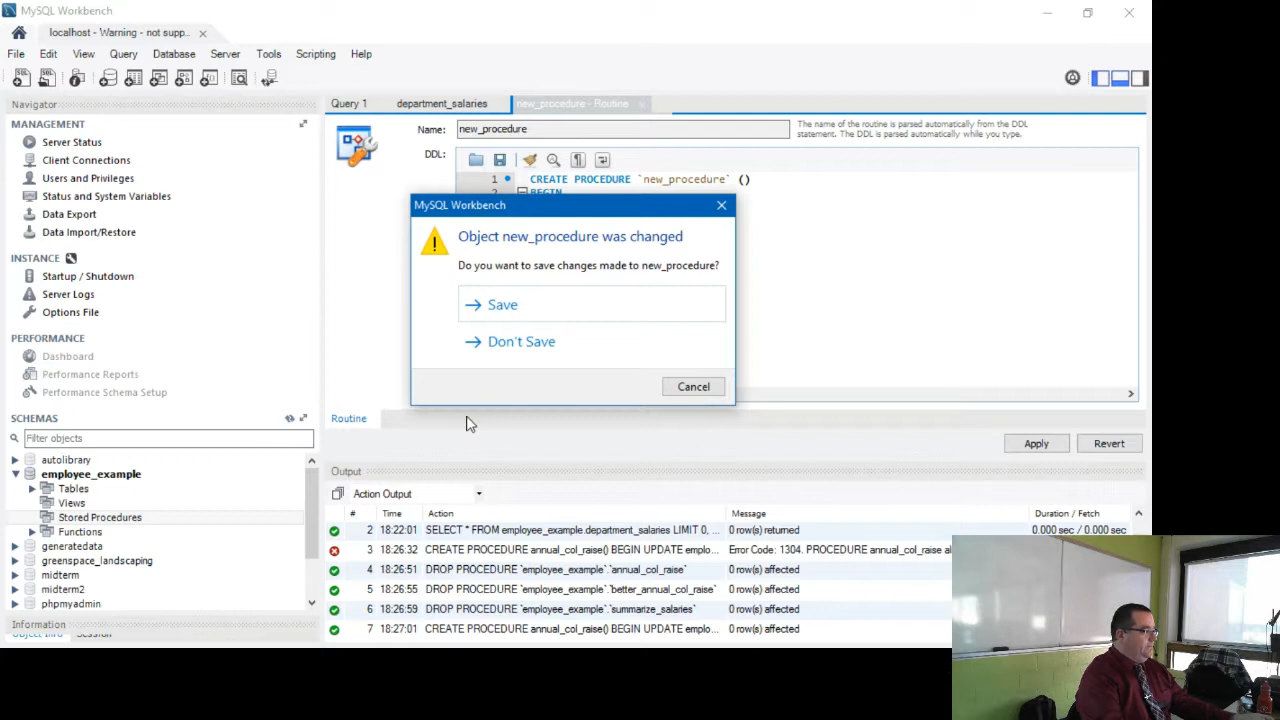 MySQL Workbench
localhost - Warning - not supp..
File Edit View Query Database Server Tools Scripting Help
Navigator
MANAGEMENT
Server Status
Client Connections
Users and Privileges
Status and System Variables
Data Export
Data Import/Restore
INSTANCE
Startup / Shutdown
Server Logs
Options File
PERFORMANCE
Dashboard
Performance Reports
Performance Schema Setup
SCHEMAS
Filter objects
autolibrary
employee_example
Tables
Views
Stored Procedures
Functions
generatedata
greenspace_landscaping
midterm
midterm2
phpmyadmin
Information
Query 1 department_salaries new_procedure - Routine
Name: new_procedure
The name of the routine is parsed automatically from the DDL
statement. The DDL is parsed automatically while you type.
DDL:
1 CREATE PROCEDURE `new_procedure` ()
2 BEGIN
MySQL Workbench
Object new_procedure was changed
Do you want to save changes made to new_procedure?
Save
Don't Save
Cancel
Routine
Apply Revert
Output
Action Output
# Time Action Message Duration / Fetch
2 18:22:01 SELECT * FROM employee_example.department_salaries LIMIT 0, ... 0 row(s) returned 0.000 sec / 0.000 sec
3 18:26:32 CREATE PROCEDURE annual_col_raise() BEGIN UPDATE emplo... Error Code: 1304. PROCEDURE annual_col_raise al
4 18:26:51 DROP PROCEDURE `employee_example`.`annual_col_raise` 0 row(s) affected
5 18:26:55 DROP PROCEDURE `employee_example`.`better_annual_col_raise` 0 row(s) affected
6 18:26:59 DROP PROCEDURE `employee_example`.`summarize_salaries` 0 row(s) affected
7 18:27:01 CREATE PROCEDURE annual_col_raise() BEGIN UPDATE emplo... 0 row(s) affected